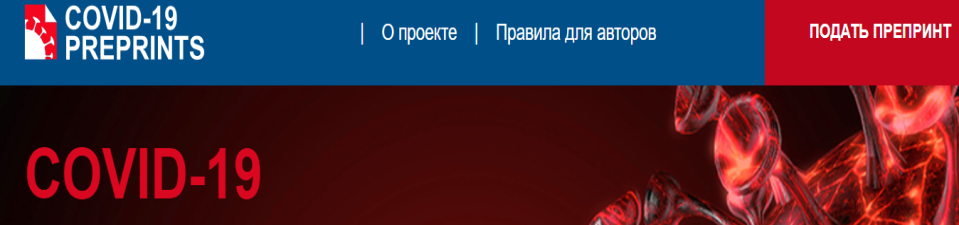 COVID-19
PREPRINTS
| О проекте | Правила для авторов
ПОДАТЬ ПРЕПРИНТ
COVID-19